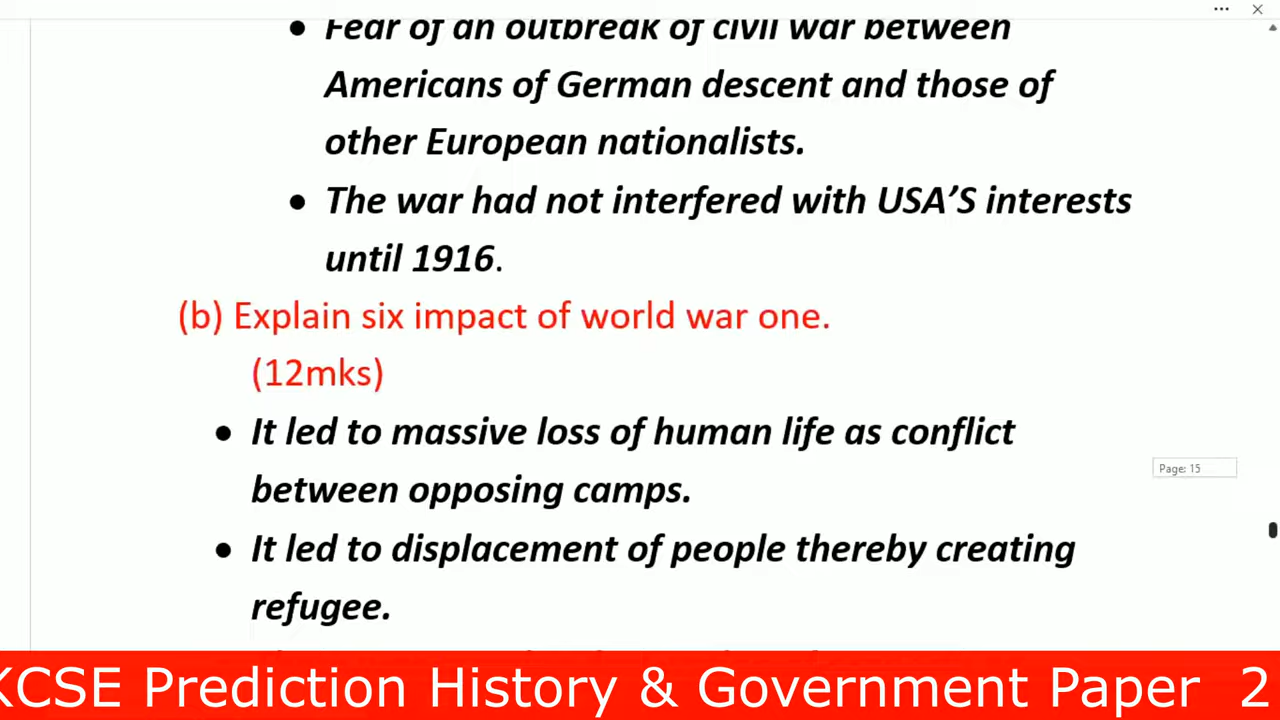 • Fear of an outbreak of civil war between
Americans of German descent and those of
other European nationalists.
• The war had not interfered with USA’S interests
until 1916.
(b) Explain six impact of world war one.
(12mks)
• It led to massive loss of human life as conflict
between opposing camps.
Page: 15
• It led to displacement of people thereby creating
refugee.
KCSE Prediction History & Government Paper 2